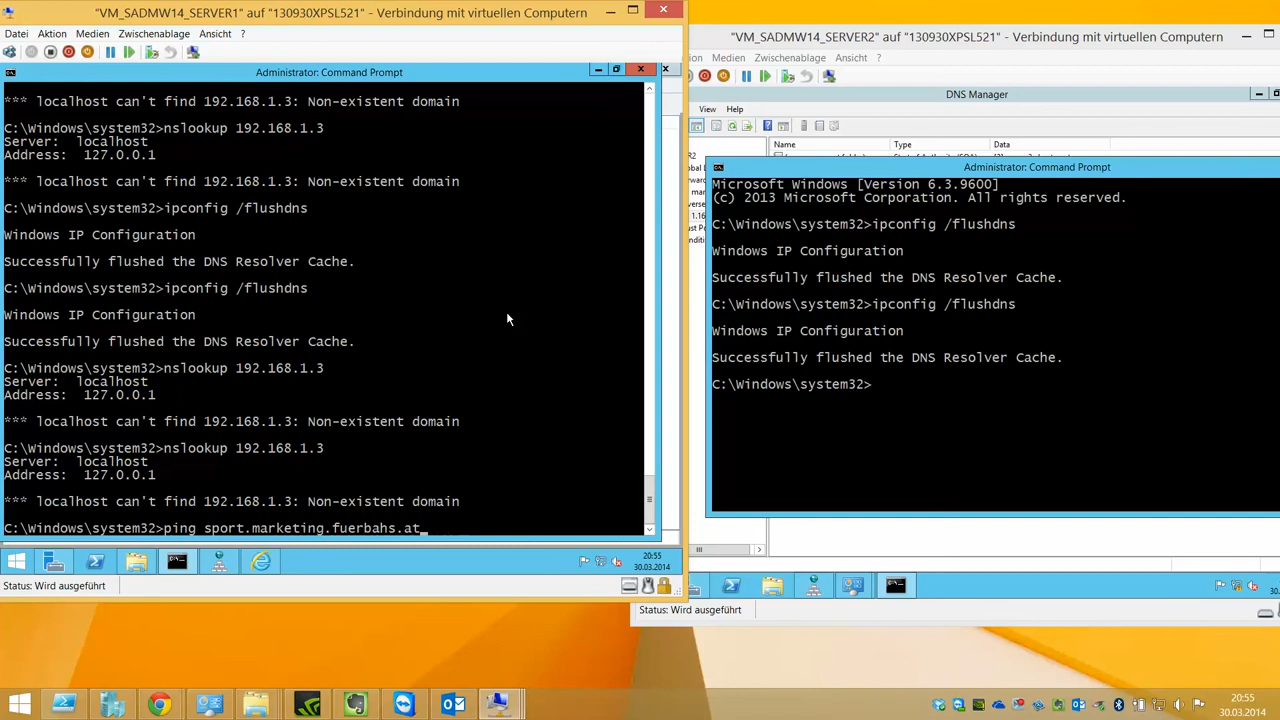 "VM_SADMW14_SERVER1" auf "130930XPSL521" - Verbindung mit virtuellen Computern
Datei Aktion Medien Zwischenablage Ansicht ?
Administrator: Command Prompt
*** localhost can't find 192.168.1.3: Non-existent domain
C:\Windows\system32>nslookup 192.168.1.3
Server: localhost
Address: 127.0.0.1
*** localhost can't find 192.168.1.3: Non-existent domain
C:\Windows\system32>ipconfig /flushdns
Windows IP Configuration
Successfully flushed the DNS Resolver Cache.
C:\Windows\system32>ipconfig /flushdns
Windows IP Configuration
Successfully flushed the DNS Resolver Cache.
C:\Windows\system32>nslookup 192.168.1.3
Server: localhost
Address: 127.0.0.1
*** localhost can't find 192.168.1.3: Non-existent domain
C:\Windows\system32>nslookup 192.168.1.3
Server: localhost
Address: 127.0.0.1
*** localhost can't find 192.168.1.3: Non-existent domain
C:\Windows\system32>ping sport.marketing.fuerbahs.at_
20:55
30.03.2014
Status: Wird ausgeführt
"VM_SADMW14_SERVER2" auf "130930XPSL521" - Verbindung mit virtuellen Computern
ion Medien Zwischenablage Ansicht ?
DNS Manager
View Help
Name Type Data
R2
Administrator: Command Prompt
Microsoft Windows [Version 6.3.9600]
(c) 2013 Microsoft Corporation. All rights reserved.
C:\Windows\system32>ipconfig /flushdns
Windows IP Configuration
Successfully flushed the DNS Resolver Cache.
C:\Windows\system32>ipconfig /flushdns
Windows IP Configuration
Successfully flushed the DNS Resolver Cache.
C:\Windows\system32>
30.
Status: Wird ausgeführt
20:55
30.03.2014